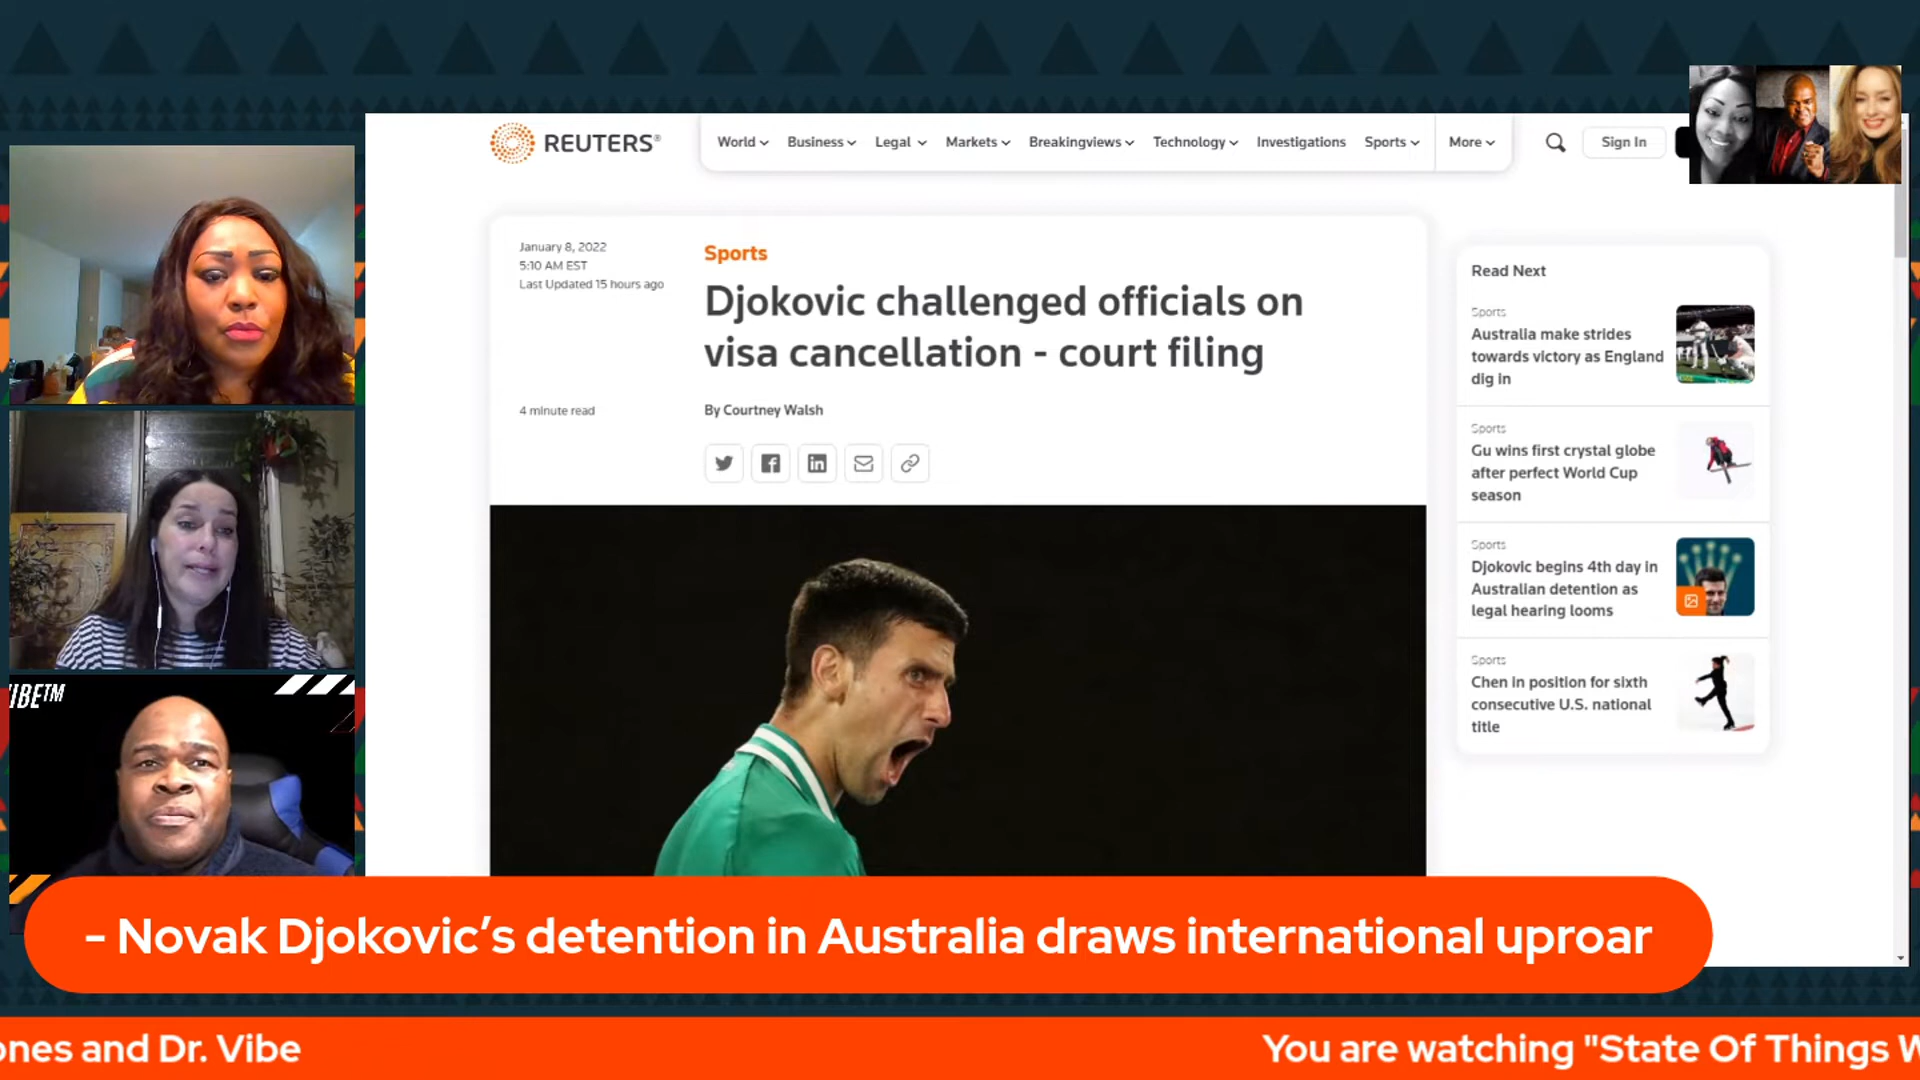 REUTERS®
World
Business
Legal
Markets
Breakingviews
Technology
Investigations
Sports
More
Sign In
January 8, 2022
5:10 AM EST
Last Updated 15 hours ago
Sports
Djokovic challenged officials on
visa cancellation - court filing
4 minute read
By Courtney Walsh
Read Next
Sports
Australia make strides
towards victory as England
dig in
Sports
Gu wins first crystal globe
after perfect World Cup
season
Sports
Djokovic begins 4th day in
Australian detention as
legal hearing looms
Sports
Chen in position for sixth
consecutive U.S. national
title
IBE™
- Novak Djokovic’s detention in Australia draws international uproar
ones and Dr. Vibe
You are watching "State Of Things W